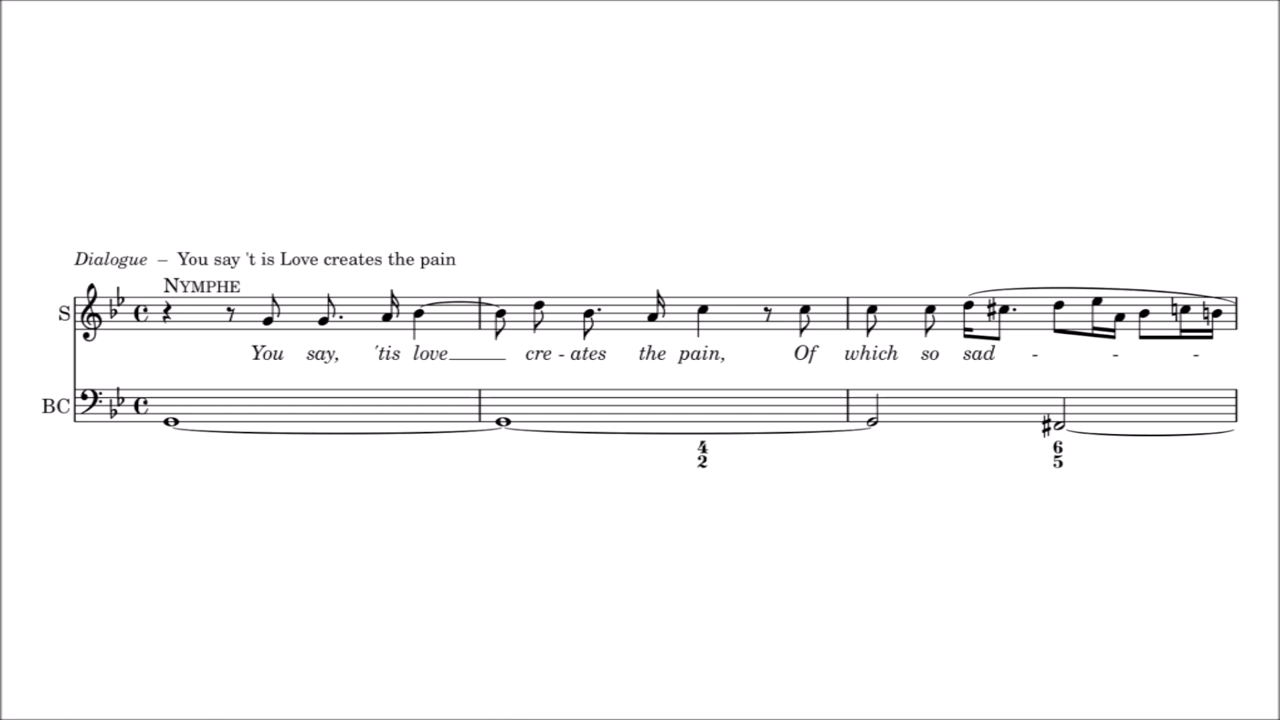 Dialogue – You say 't is Love creates the pain
NYMPHE
S
You say, 'tis love cre - ates the pain, Of which so sad - - -
BC
4 6
2 5